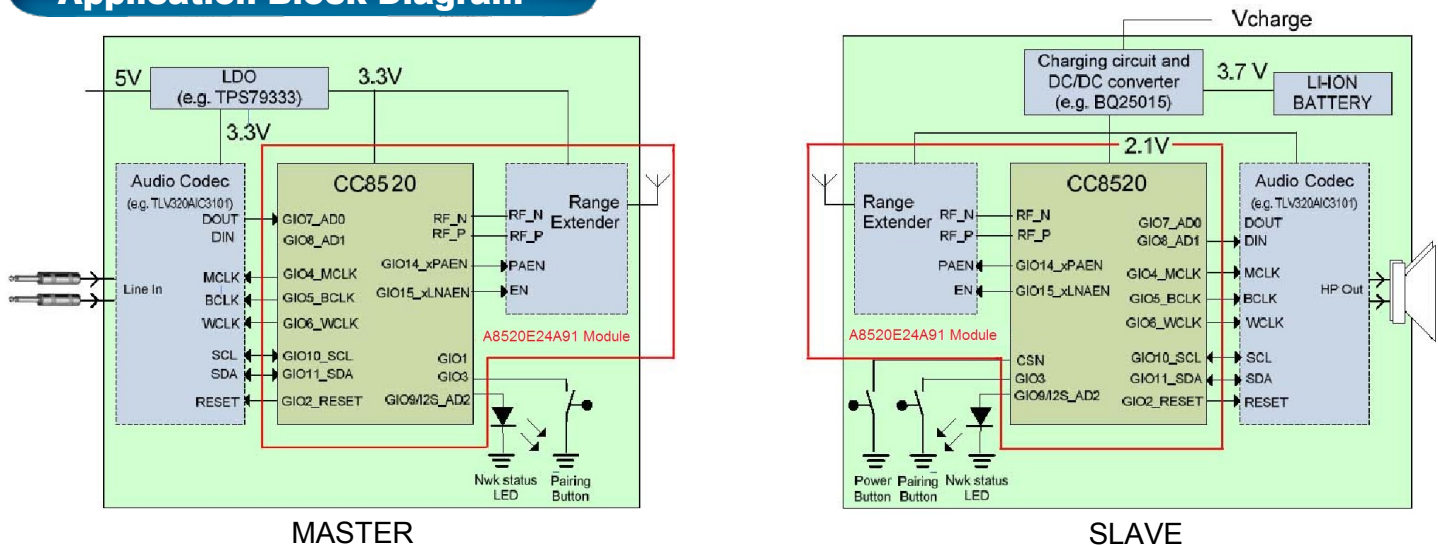 Application Block Diagram
5V
LDO
(e.g. TPS79333)
3.3V
3.3V
Audio Codec
(e.g. TLV320AIC3101)
DOUT
DIN
Line In
MCLK
BCLK
WCLK
SCL
SDA
RESET
CC8520
GIO7_AD0
GIO8_AD1
GIO4_MCLK
GIO5_BCLK
GIO6_WCLK
GIO10_SCL
GIO11_SDA
GIO2_RESET
RF_N
RF_P
GIO14_xPAEN
GIO15_xLNAEN
GIO1
GIO3
GIO9/I2S_AD2
Range
Extender
RF_N
RF_P
PAEN
EN
A8520E24A91 Module
Nwk status
LED
Pairing
Button
MASTER
Vcharge
Charging circuit and
DC/DC converter
(e.g. BQ25015)
3.7 V
LI-ION
BATTERY
2.1V
Range
Extender
RF_N
RF_P
PAEN
EN
A8520E24A91 Module
CC8520
RF_N
RF_P
GIO14_xPAEN
GIO15_xLNAEN
CSN
GIO3
GIO9/I2S_AD2
GIO7_AD0
GIO8_AD1
GIO4_MCLK
GIO5_BCLK
GIO6_WCLK
GIO10_SCL
GIO11_SDA
GIO2_RESET
Audio Codec
(e.g. TLV320AIC3101)
DOUT
DIN
MCLK
HP Out
BCLK
WCLK
SCL
SDA
RESET
Power
Button
Pairing
Button
Nwk status
LED
SLAVE